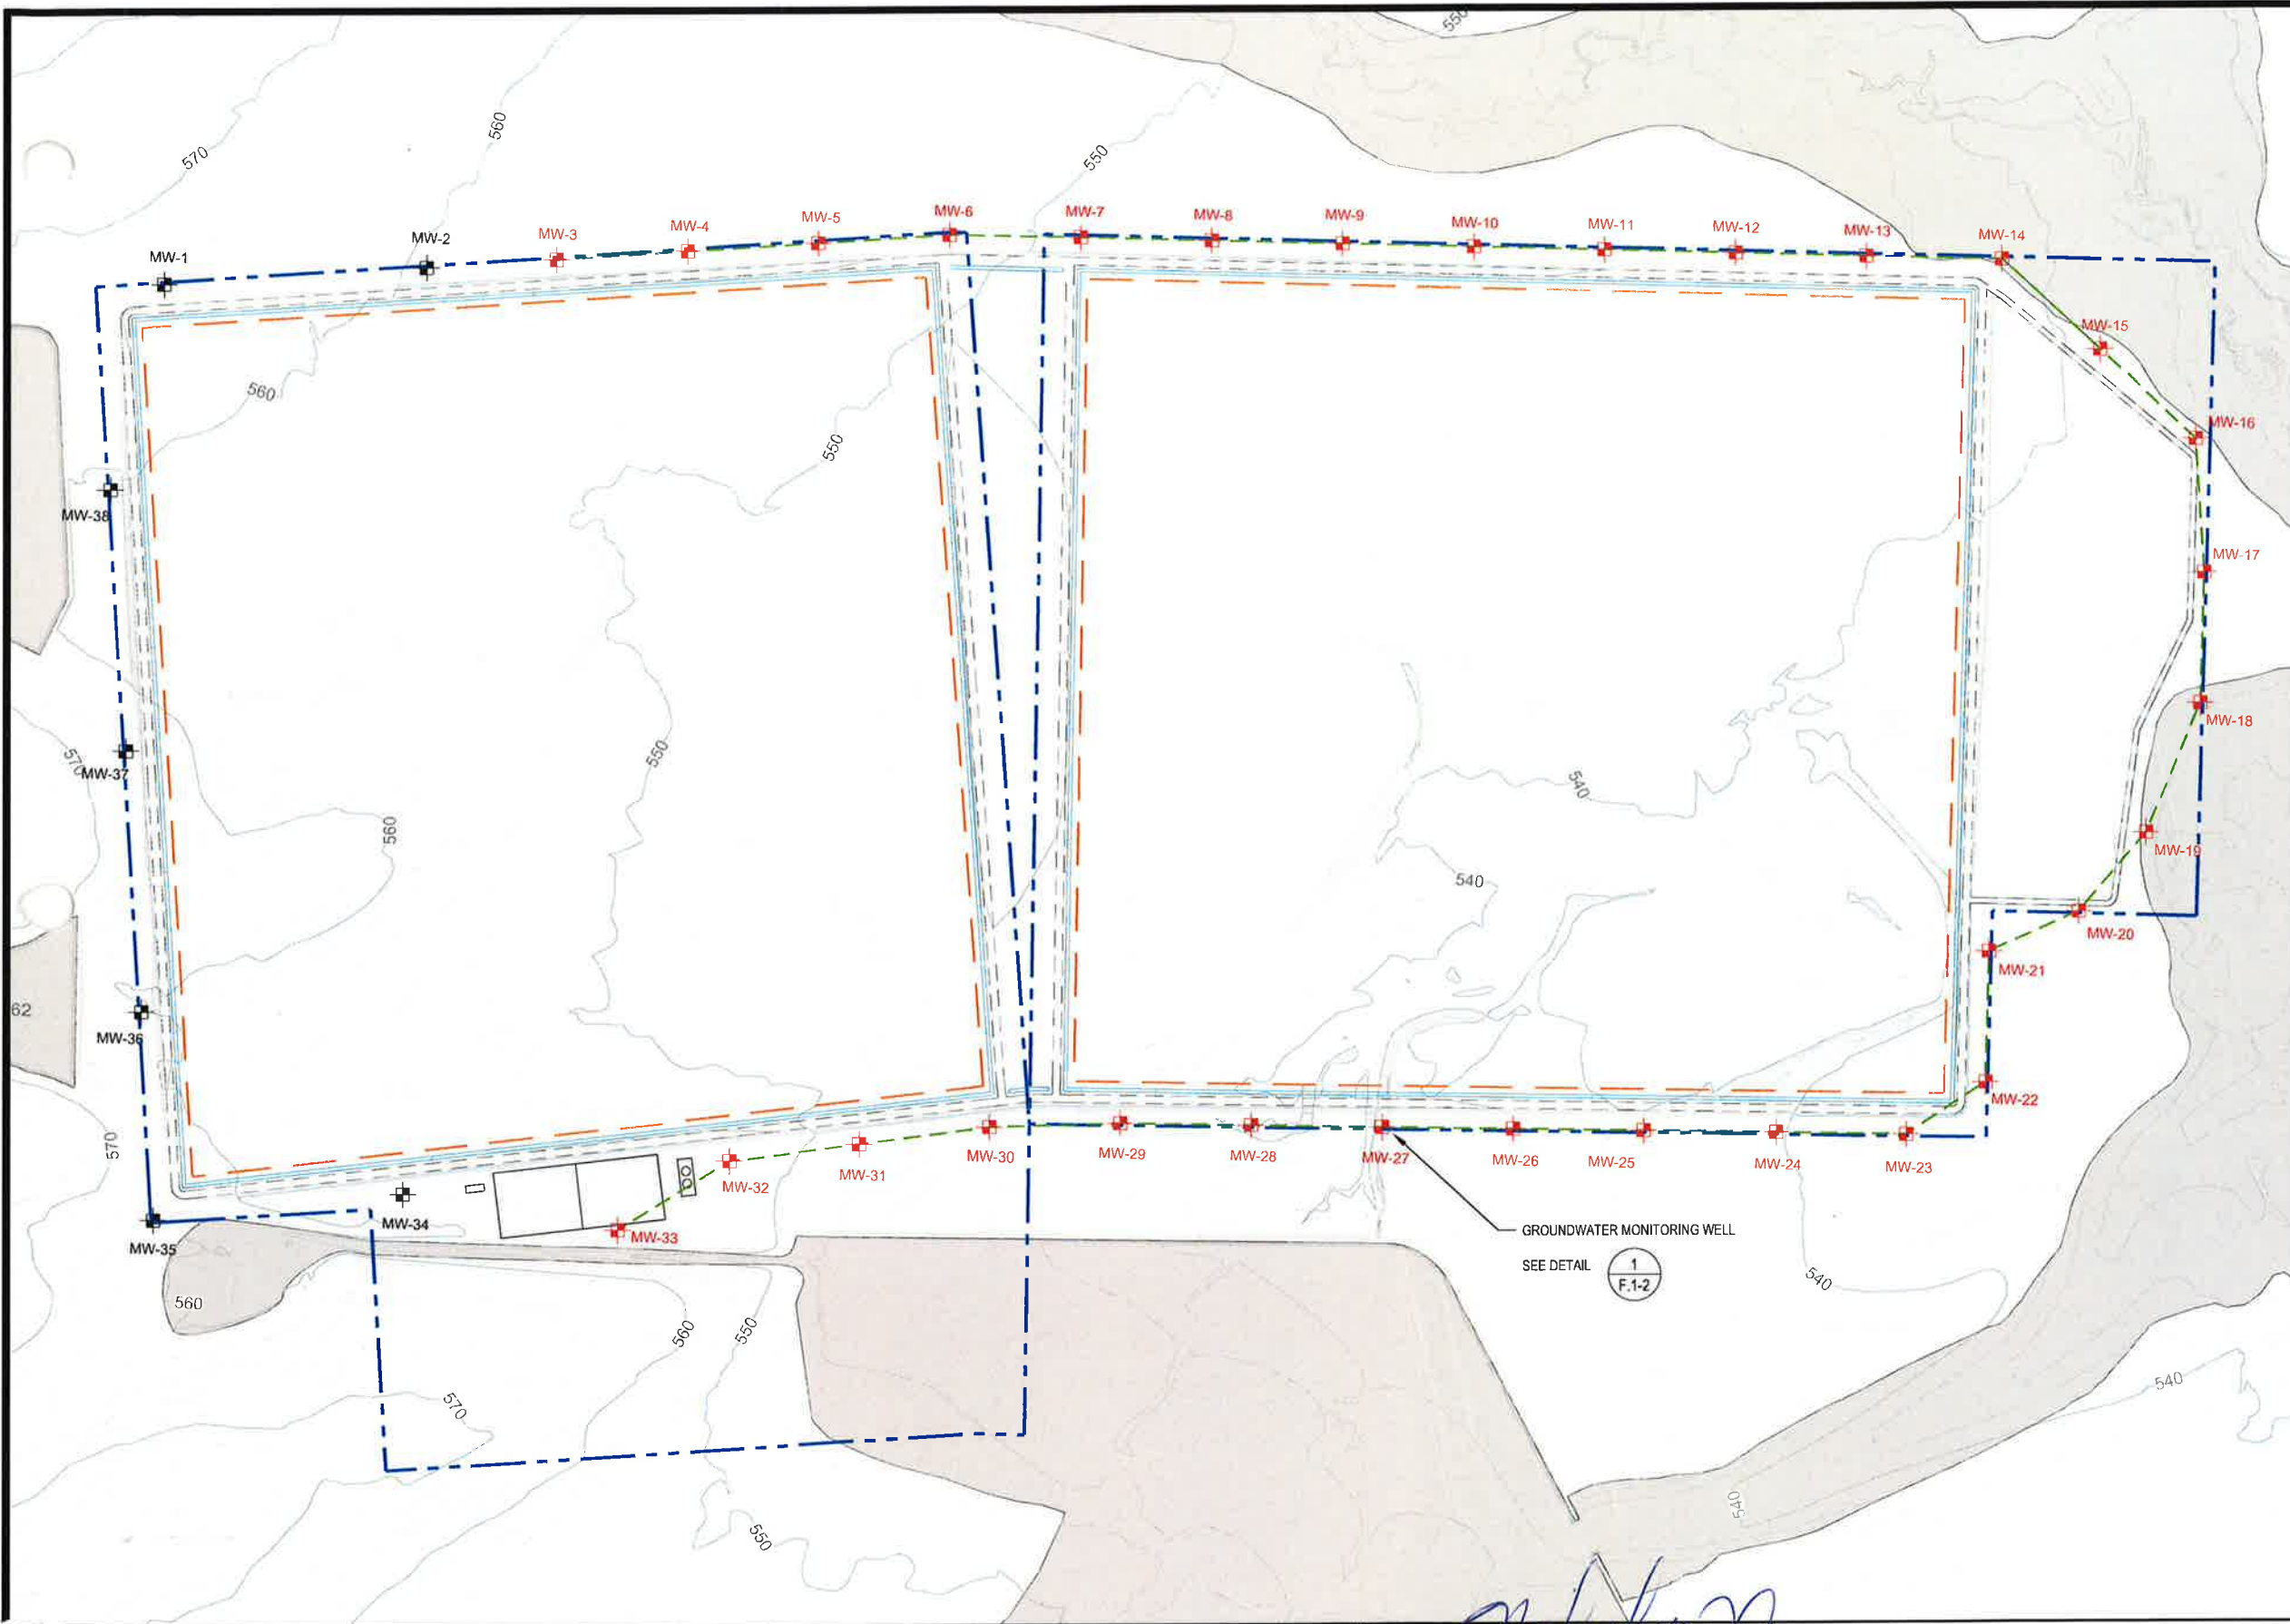 550
570
560
550
MW-1
MW-2
MW-3
MW-4
MW-5
MW-6
MW-7
MW-8
MW-9
MW-10
MW-11
MW-12
MW-13
MW-14
MW-15
560
550
MW-16
MW-38
MW-17
MW-18
570
MW-37
550
540
560
MW-19
540
MW-20
MW-21
62
MW-36
MW-22
570
MW-32
MW-31
MW-30
MW-29
MW-28
MW-27
MW-26
MW-25
MW-24
MW-23
MW-34
MW-33
MW-35
GROUNDWATER MONITORING WELL
SEE DETAIL
1
F.1-2
540
560
560
550
570
540
540
550